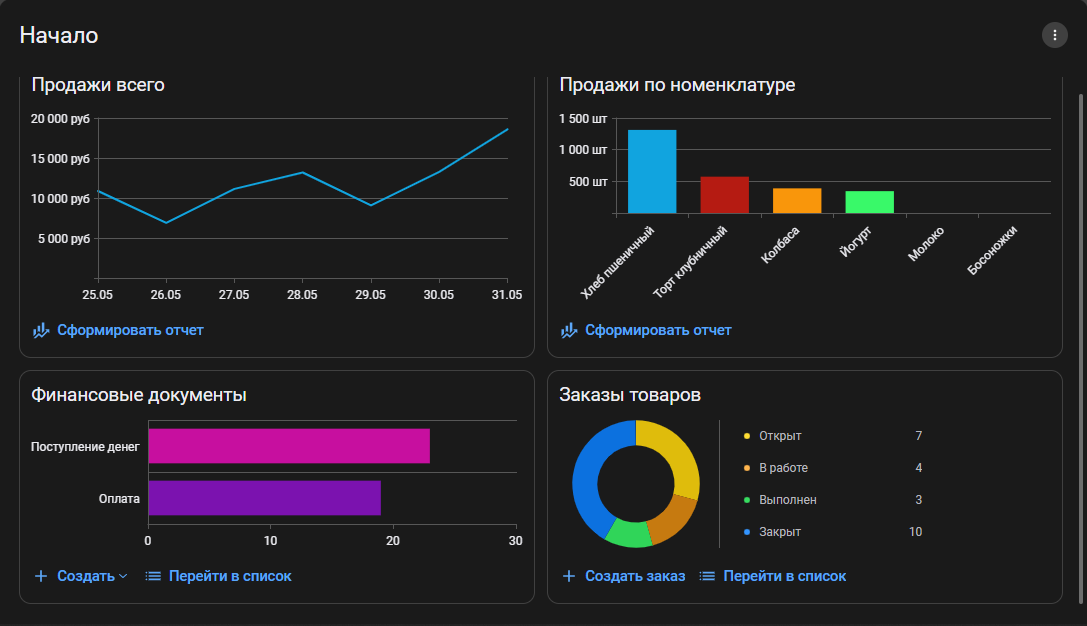 Начало
Продажи всего
20 000 руб
15 000 руб
10 000 руб
5 000 руб
25.05 26.05 27.05 28.05 29.05 30.05 31.05
Сформировать отчет
Продажи по номенклатуре
1 500 шт
1 000 шт
500 шт
Хлеб пшеничный
Торт клубничный
Колбаса
Йогурт
Молоко
Босоножки
Сформировать отчет
Финансовые документы
Поступление денег
Оплата
0 10 20 30
Создать
Перейти в список
Заказы товаров
Открыт 7
В работе 4
Выполнен 3
Закрыт 10
Создать заказ
Перейти в список